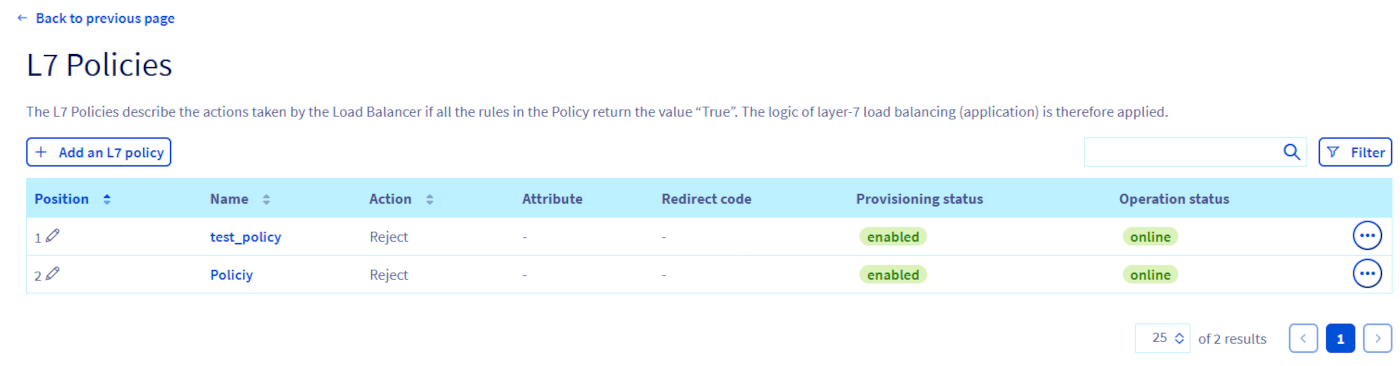 ← Back to previous page
L7 Policies
The L7 Policies describe the actions taken by the Load Balancer if all the rules in the Policy return the value “True”. The logic of layer-7 load balancing (application) is therefore applied.
+ Add an L7 policy
Filter
Position Name Action Attribute Redirect code Provisioning status Operation status
1 test_policy Reject - - enabled online
2 Policiy Reject - - enabled online
25 of 2 results 1